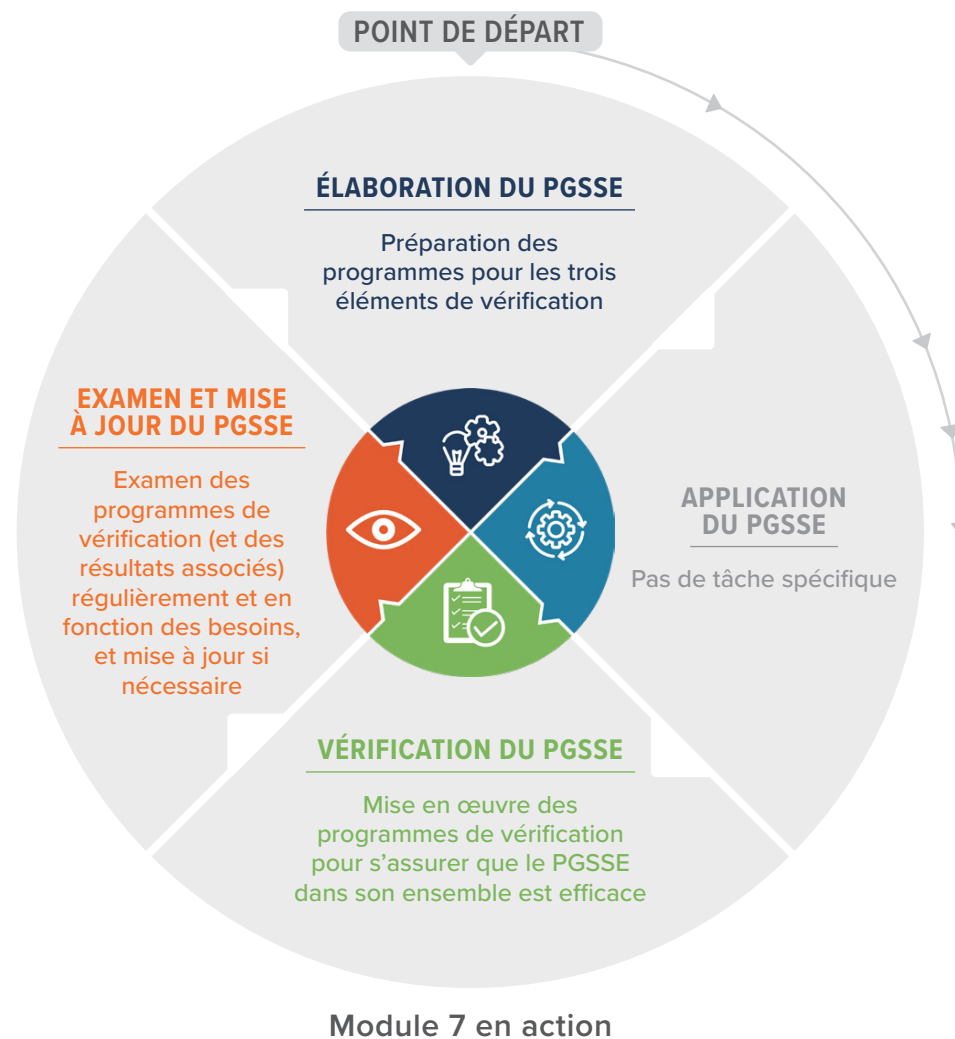 POINT DE DÉPART
ÉLABORATION DU PGSSE
Préparation des
programmes pour les trois
éléments de vérification
APPLICATION
DU PGSSE
Pas de tâche spécifique
VÉRIFICATION DU PGSSE
Mise en œuvre des
programmes de vérification
pour s’assurer que le PGSSE
dans son ensemble est efficace
EXAMEN ET MISE
À JOUR DU PGSSE
Examen des
programmes de
vérification (et des
résultats associés)
régulièrement et en
fonction des besoins,
et mise à jour si
nécessaire
Module 7 en action